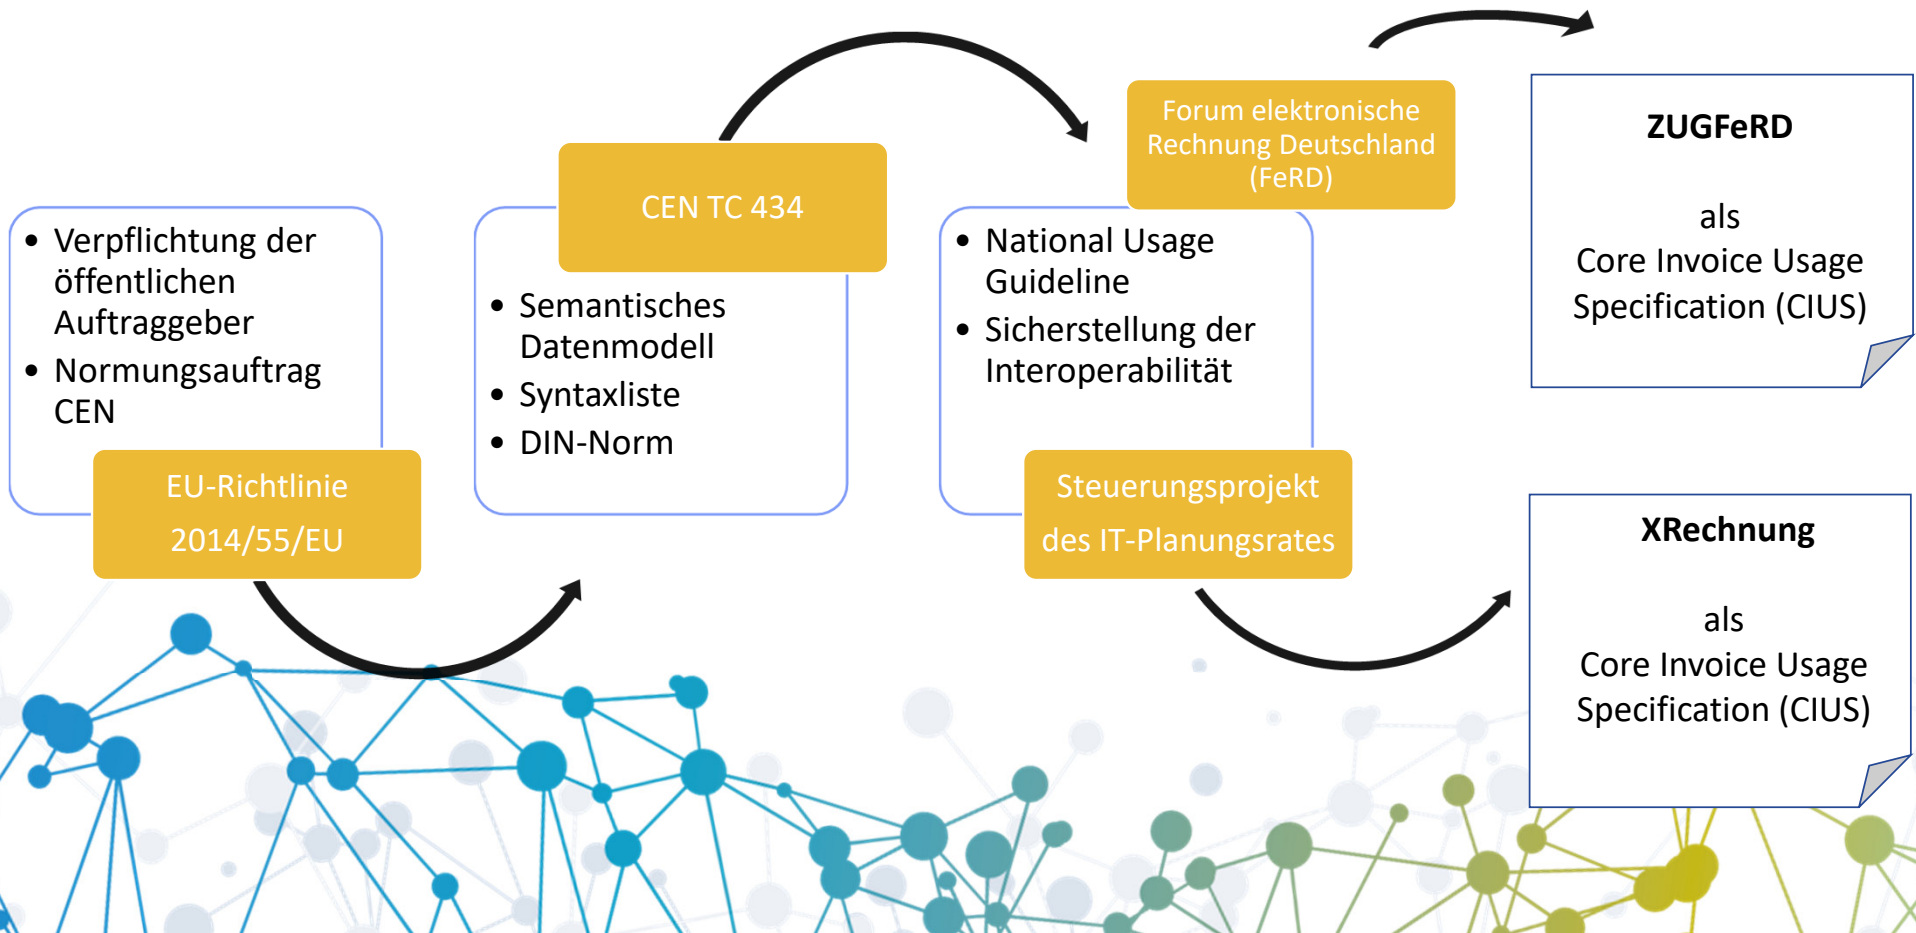 • Verpflichtung der
öffentlichen
Auftraggeber
• Normungsauftrag
CEN
EU-Richtlinie
2014/55/EU
CEN TC 434
• Semantisches
Datenmodell
• Syntaxliste
• DIN-Norm
Forum elektronische
Rechnung Deutschland
(FeRD)
• National Usage
Guideline
• Sicherstellung der
Interoperabilität
Steuerungsprojekt
des IT-Planungsrates
ZUGFeRD
als
Core Invoice Usage
Specification (CIUS)
XRechnung
als
Core Invoice Usage
Specification (CIUS)